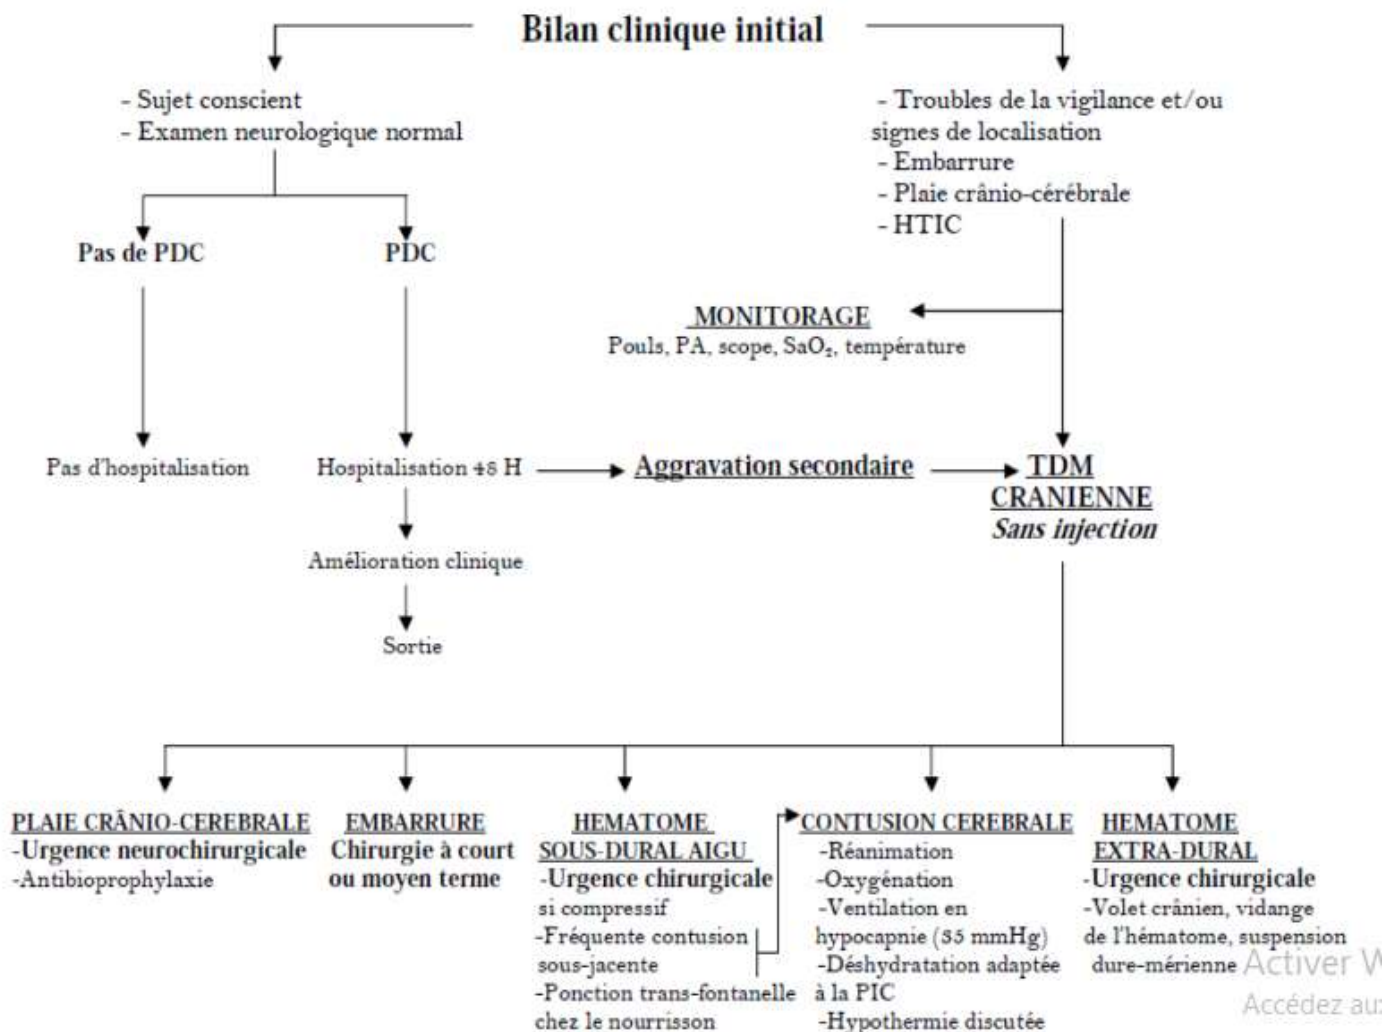 Bilan clinique initial
- Sujet conscient
- Examen neurologique normal
- Troubles de la vigilance et/ou
signes de localisation
- Embarrure
- Plaie crânio-cérébrale
- HTIC
Pas de PDC
PDC
MONITORAGE
Pouls, PA, scope, SaO₂, température
Pas d'hospitalisation
Hospitalisation 48 H
Aggravation secondaire
TDM
CRANIENNE
Sans injection
Amélioration clinique
Sortie
PLAIE CRÂNIO-CEREBRALE
-Urgence neurochirurgicale
-Antibioprophylaxie
EMBARRURE
Chirurgie à court
ou moyen terme
HEMATOME
SOUS-DURAL AIGU
-Urgence chirurgicale
si compressif
-Fréquente contusion
sous-jacente
-Ponction trans-fontanelle
chez le nourrisson
CONTUSION CEREBRALE
-Réanimation
-Oxygénation
-Ventilation en
hypocapnie (35 mmHg)
-Déshydratation adaptée
à la PIC
-Hypothermie discutée
HEMATOME
EXTRA-DURAL
-Urgence chirurgicale
-Volet crânien, vidange
de l'hématome, suspension
dure-mérienne
Activer W
Accédez aux